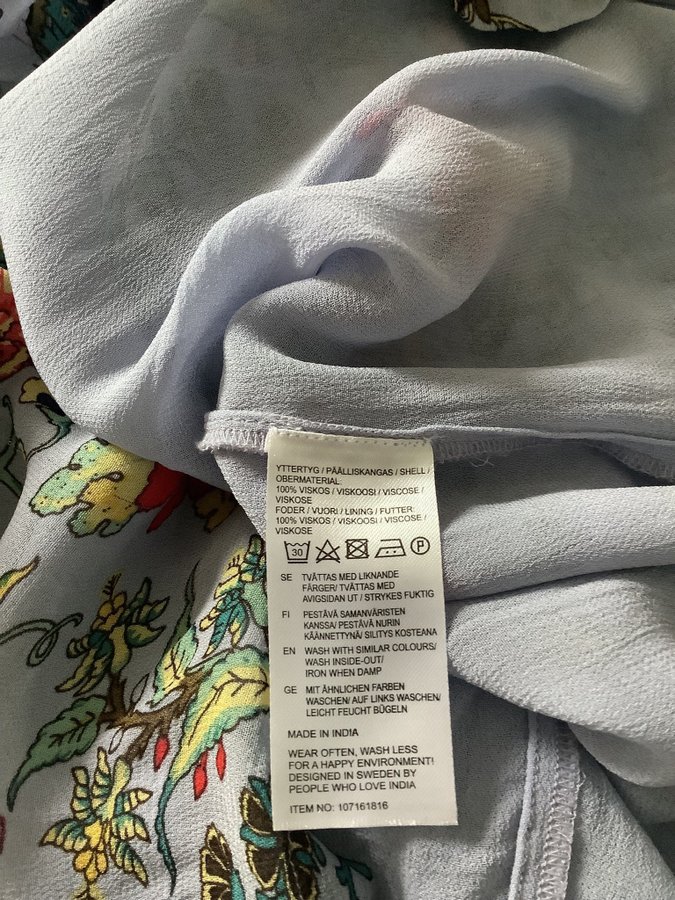 YTTERTYG / PÄÄLLISKANGAS / SHELL /
OBERMATERIAL:
100% VISKOS / VISKOOSI / VISCOSE /
VISKOSE
FODER / VUORI / LINING / FUTTER:
100% VISKOS / VISKOOSI / VISCOSE /
VISKOSE
30 P
SE TVÄTTAS MED LIKNANDE
FÄRGER/ TVÄTTAS MED
AVIGSIDAN UT / STRYKES FUKTIG
FI PESTÄVÄ SAMANVÄRISTEN
KANSSA/ PESTÄVÄ NURIN
KÄÄNNETTYNÄ/ SILITYS KOSTEANA
EN WASH WITH SIMILAR COLOURS/
WASH INSIDE-OUT/
IRON WHEN DAMP
GE MIT ÄHNLICHEN FARBEN
WASCHEN/ AUF LINKS WASCHEN/
LEICHT FEUCHT BÜGELN
MADE IN INDIA
WEAR OFTEN, WASH LESS
FOR A HAPPY ENVIRONMENT!
DESIGNED IN SWEDEN BY
PEOPLE WHO LOVE INDIA
ITEM NO: 107161816